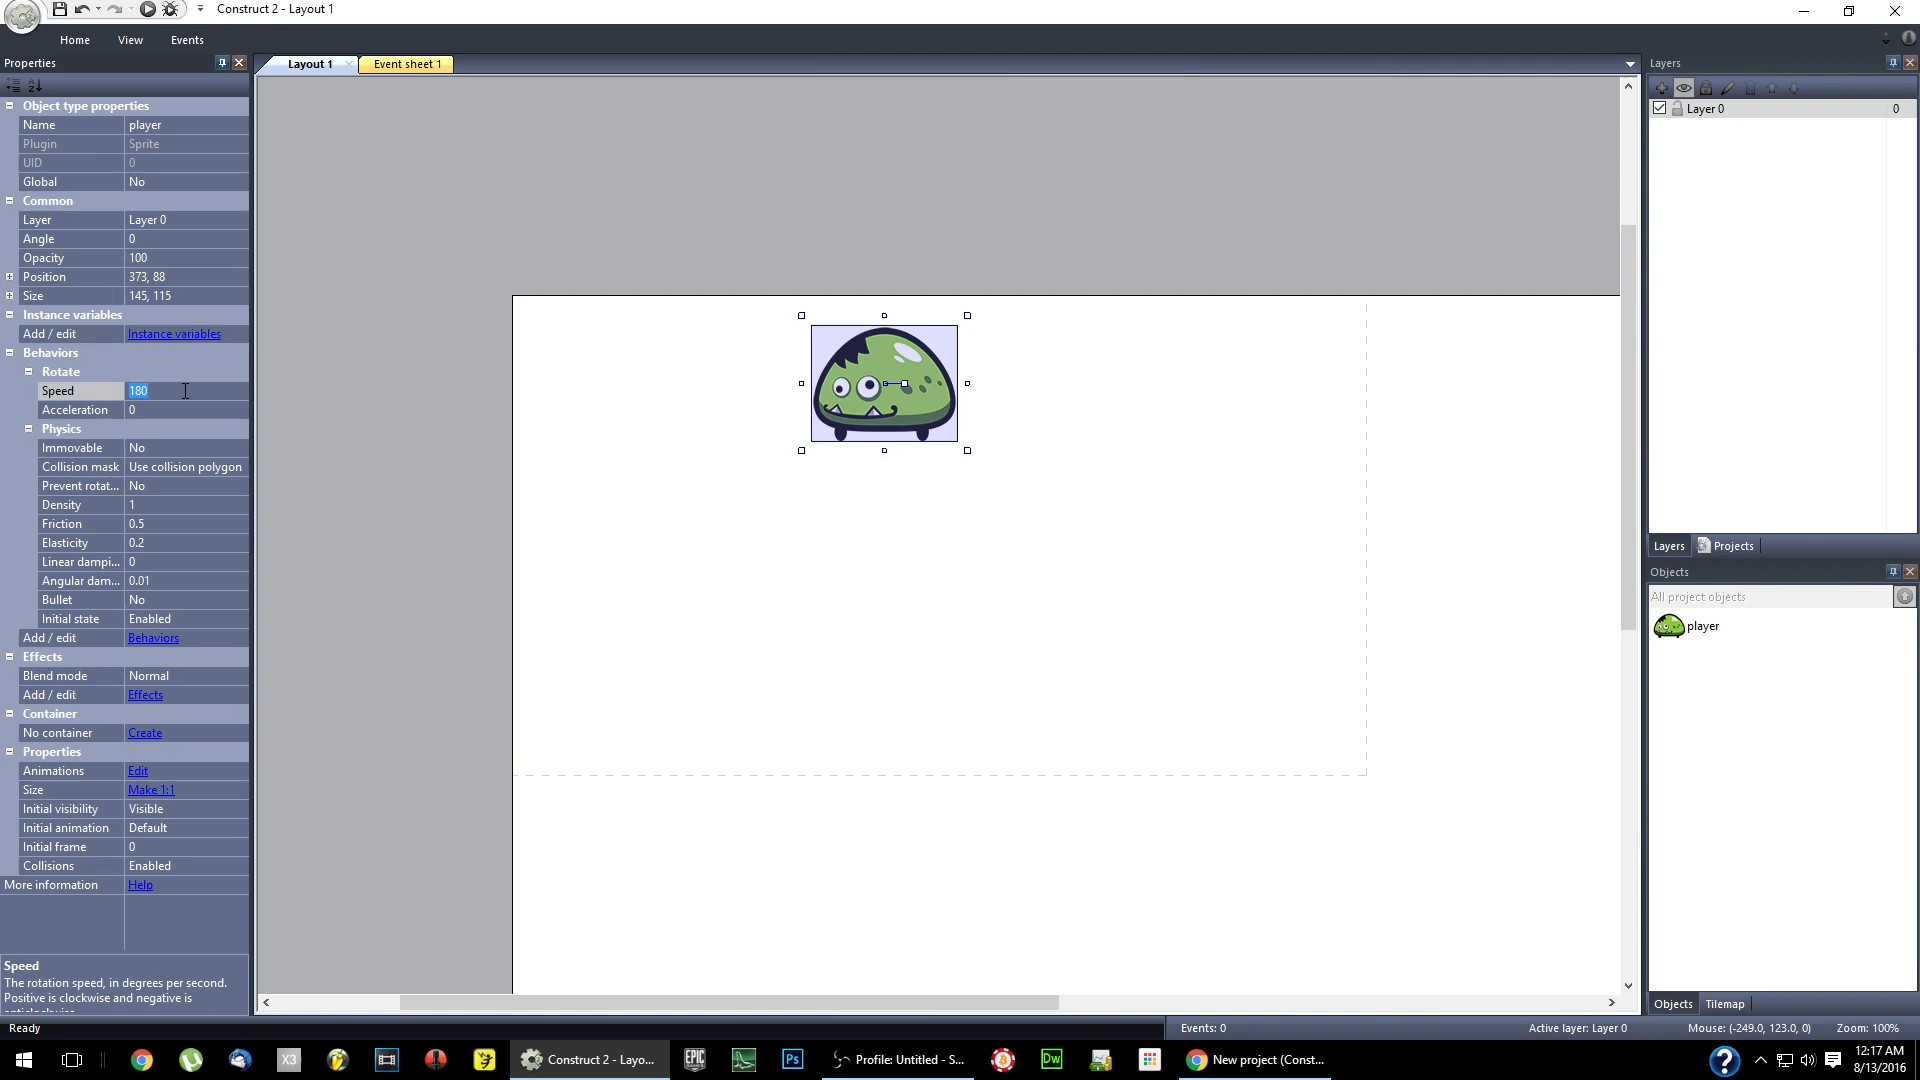 Construct 2 - Layout 1
Home View Events
Properties
Layout 1
Event sheet 1
Object type properties
Name player
Plugin Sprite
UID 0
Global No
Common
Layer Layer 0
Angle 0
Opacity 100
Position 373, 88
Size 145, 115
Instance variables
Add / edit Instance variables
Behaviors
Rotate
Speed 180
Acceleration 0
Physics
Immovable No
Collision mask Use collision polygon
Prevent rotat... No
Density 1
Friction 0.5
Elasticity 0.2
Linear dampi... 0
Angular dam... 0.01
Bullet No
Initial state Enabled
Add / edit Behaviors
Effects
Blend mode Normal
Add / edit Effects
Container
No container Create
Properties
Animations Edit
Size Make 1:1
Initial visibility Visible
Initial animation Default
Initial frame 0
Collisions Enabled
More information Help
Speed
The rotation speed, in degrees per second.
Positive is clockwise and negative is
Layers
Layer 0 0
Layers Projects
Objects
All project objects
player
Objects Tilemap
Ready
Events: 0
Active layer: Layer 0
Mouse: (-249.0, 123.0, 0)
Zoom: 100%
X3
Construct 2 - Layo...
EPIC
Ps
Profile: Untitled - S...
Dw
New project (Const...
12:17 AM
8/13/2016